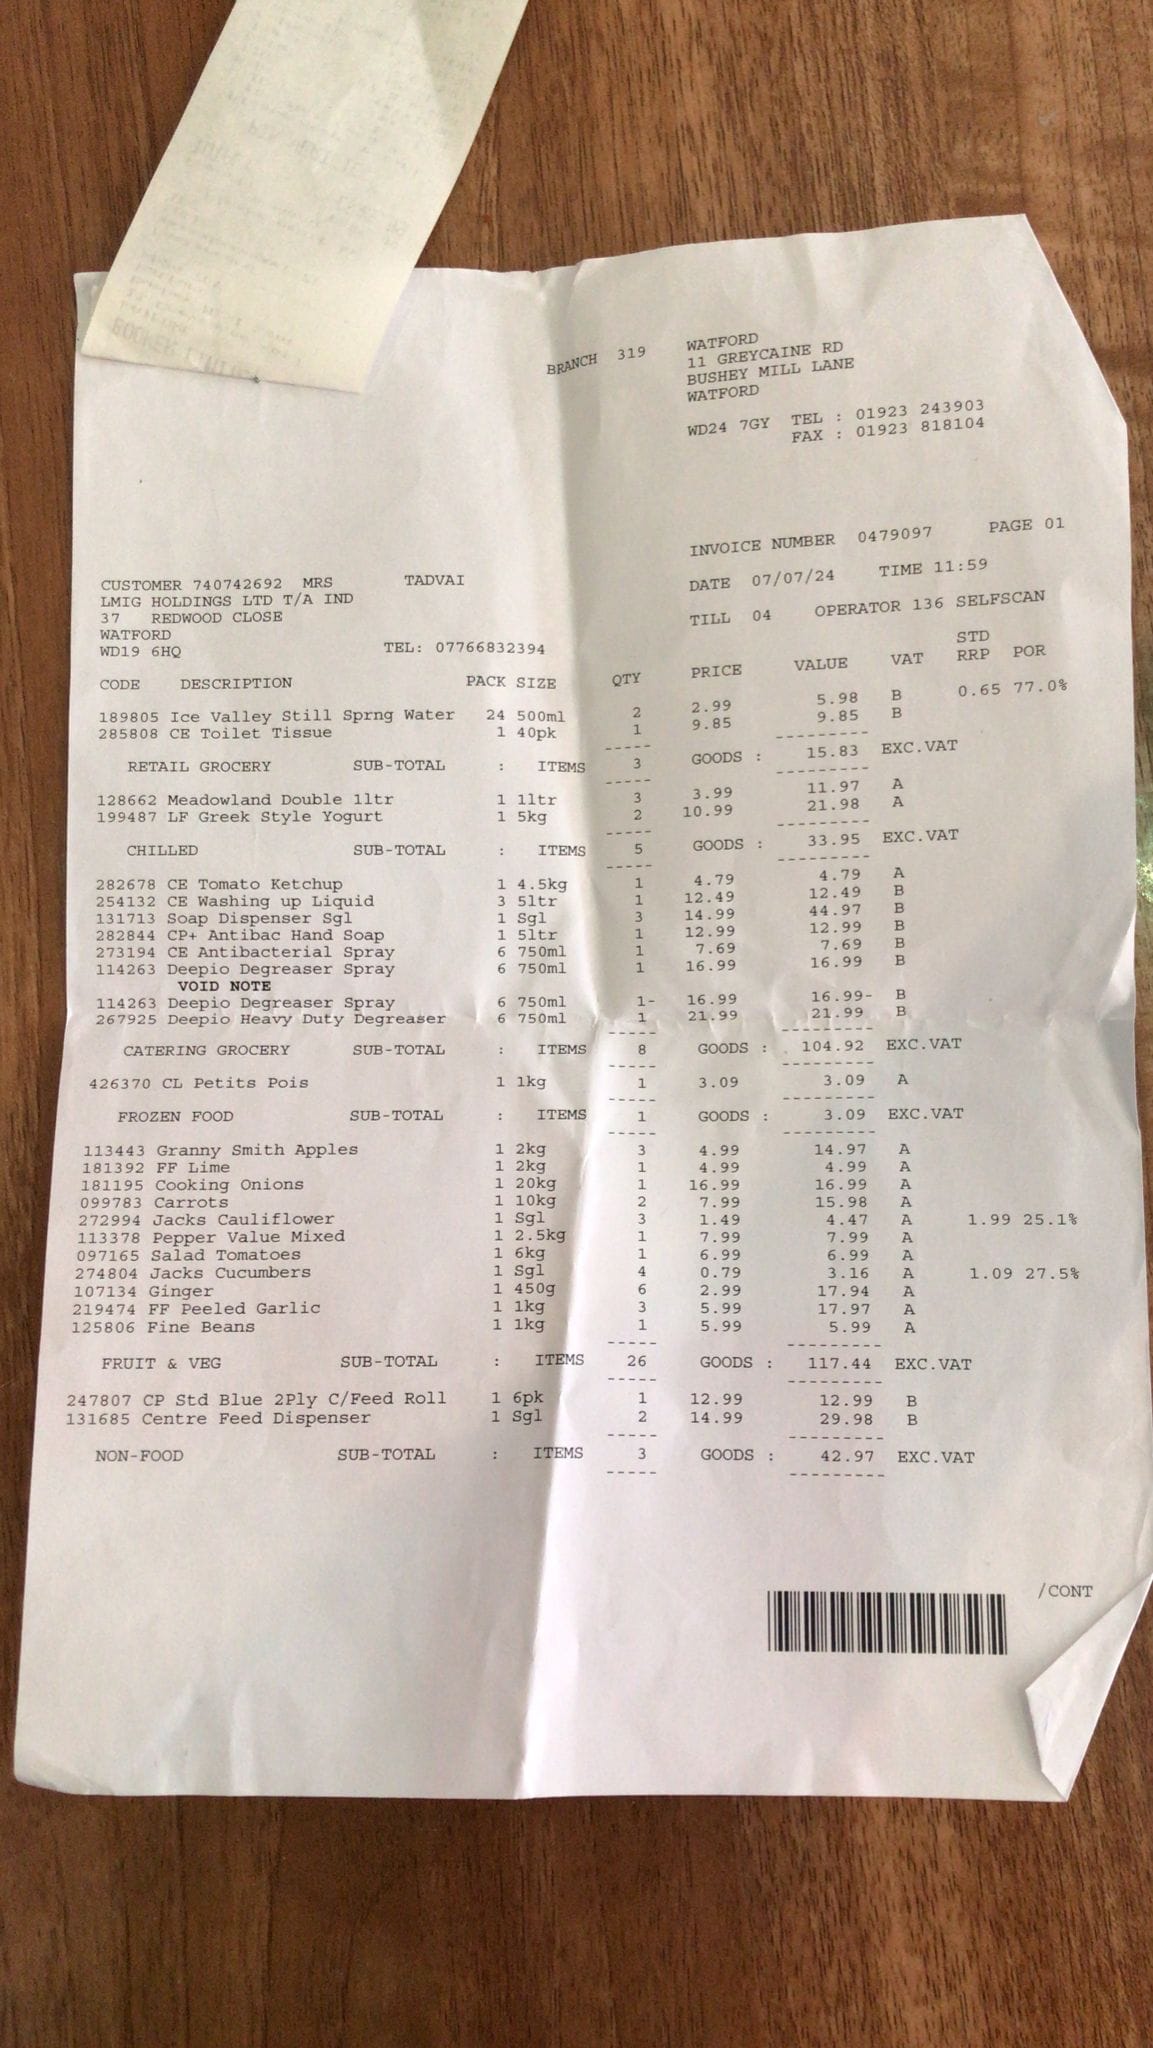 BRANCH 319 WATFORD
11 GREYCAINE RD
BUSHEY MILL LANE
WATFORD
WD24 7GY TEL : 01923 243903
FAX : 01923 818104
INVOICE NUMBER 0479097 PAGE 01
CUSTOMER 740742692 MRS TADVAI DATE 07/07/24 TIME 11:59
LMIG HOLDINGS LTD T/A IND
37 REDWOOD CLOSE TILL 04 OPERATOR 136 SELFSCAN
WATFORD
WD19 6HQ TEL: 07766832394
CODE DESCRIPTION PACK SIZE QTY PRICE VALUE VAT STD RRP POR
189805 Ice Valley Still Sprng Water 24 500ml 2 2.99 5.98 B 0.65 77.0%
285808 CE Toilet Tissue 1 40pk 1 9.85 9.85 B
RETAIL GROCERY SUB-TOTAL : ITEMS 3 GOODS : 15.83 EXC.VAT
128662 Meadowland Double 1ltr 1 1ltr 3 3.99 11.97 A
199487 LF Greek Style Yogurt 1 5kg 2 10.99 21.98 A
CHILLED SUB-TOTAL : ITEMS 5 GOODS : 33.95 EXC.VAT
282678 CE Tomato Ketchup 1 4.5kg 1 4.79 4.79 A
254132 CE Washing up Liquid 3 5ltr 1 12.49 12.49 B
131713 Soap Dispenser Sgl 1 Sgl 3 14.99 44.97 B
282844 CP+ Antibac Hand Soap 1 5ltr 1 12.99 12.99 B
273194 CE Antibacterial Spray 6 750ml 1 7.69 7.69 B
114263 Deepio Degreaser Spray 6 750ml 1 16.99 16.99 B
VOID NOTE
114263 Deepio Degreaser Spray 6 750ml 1- 16.99 16.99- B
267925 Deepio Heavy Duty Degreaser 6 750ml 1 21.99 21.99 B
CATERING GROCERY SUB-TOTAL : ITEMS 8 GOODS : 104.92 EXC.VAT
426370 CL Petits Pois 1 1kg 1 3.09 3.09 A
FROZEN FOOD SUB-TOTAL : ITEMS 1 GOODS : 3.09 EXC.VAT
113443 Granny Smith Apples 1 2kg 3 4.99 14.97 A
181392 FF Lime 1 2kg 1 4.99 4.99 A
181195 Cooking Onions 1 20kg 1 16.99 16.99 A
099783 Carrots 1 10kg 2 7.99 15.98 A
272994 Jacks Cauliflower 1 Sgl 3 1.49 4.47 A 1.99 25.1%
113378 Pepper Value Mixed 1 2.5kg 1 7.99 7.99 A
097165 Salad Tomatoes 1 6kg 1 6.99 6.99 A
274804 Jacks Cucumbers 1 Sgl 4 0.79 3.16 A 1.09 27.5%
107134 Ginger 1 450g 6 2.99 17.94 A
219474 FF Peeled Garlic 1 1kg 3 5.99 17.97 A
125806 Fine Beans 1 1kg 1 5.99 5.99 A
FRUIT & VEG SUB-TOTAL : ITEMS 26 GOODS : 117.44 EXC.VAT
247807 CP Std Blue 2Ply C/Feed Roll 1 6pk 1 12.99 12.99 B
131685 Centre Feed Dispenser 1 Sgl 2 14.99 29.98 B
NON-FOOD SUB-TOTAL : ITEMS 3 GOODS : 42.97 EXC.VAT
/CONT